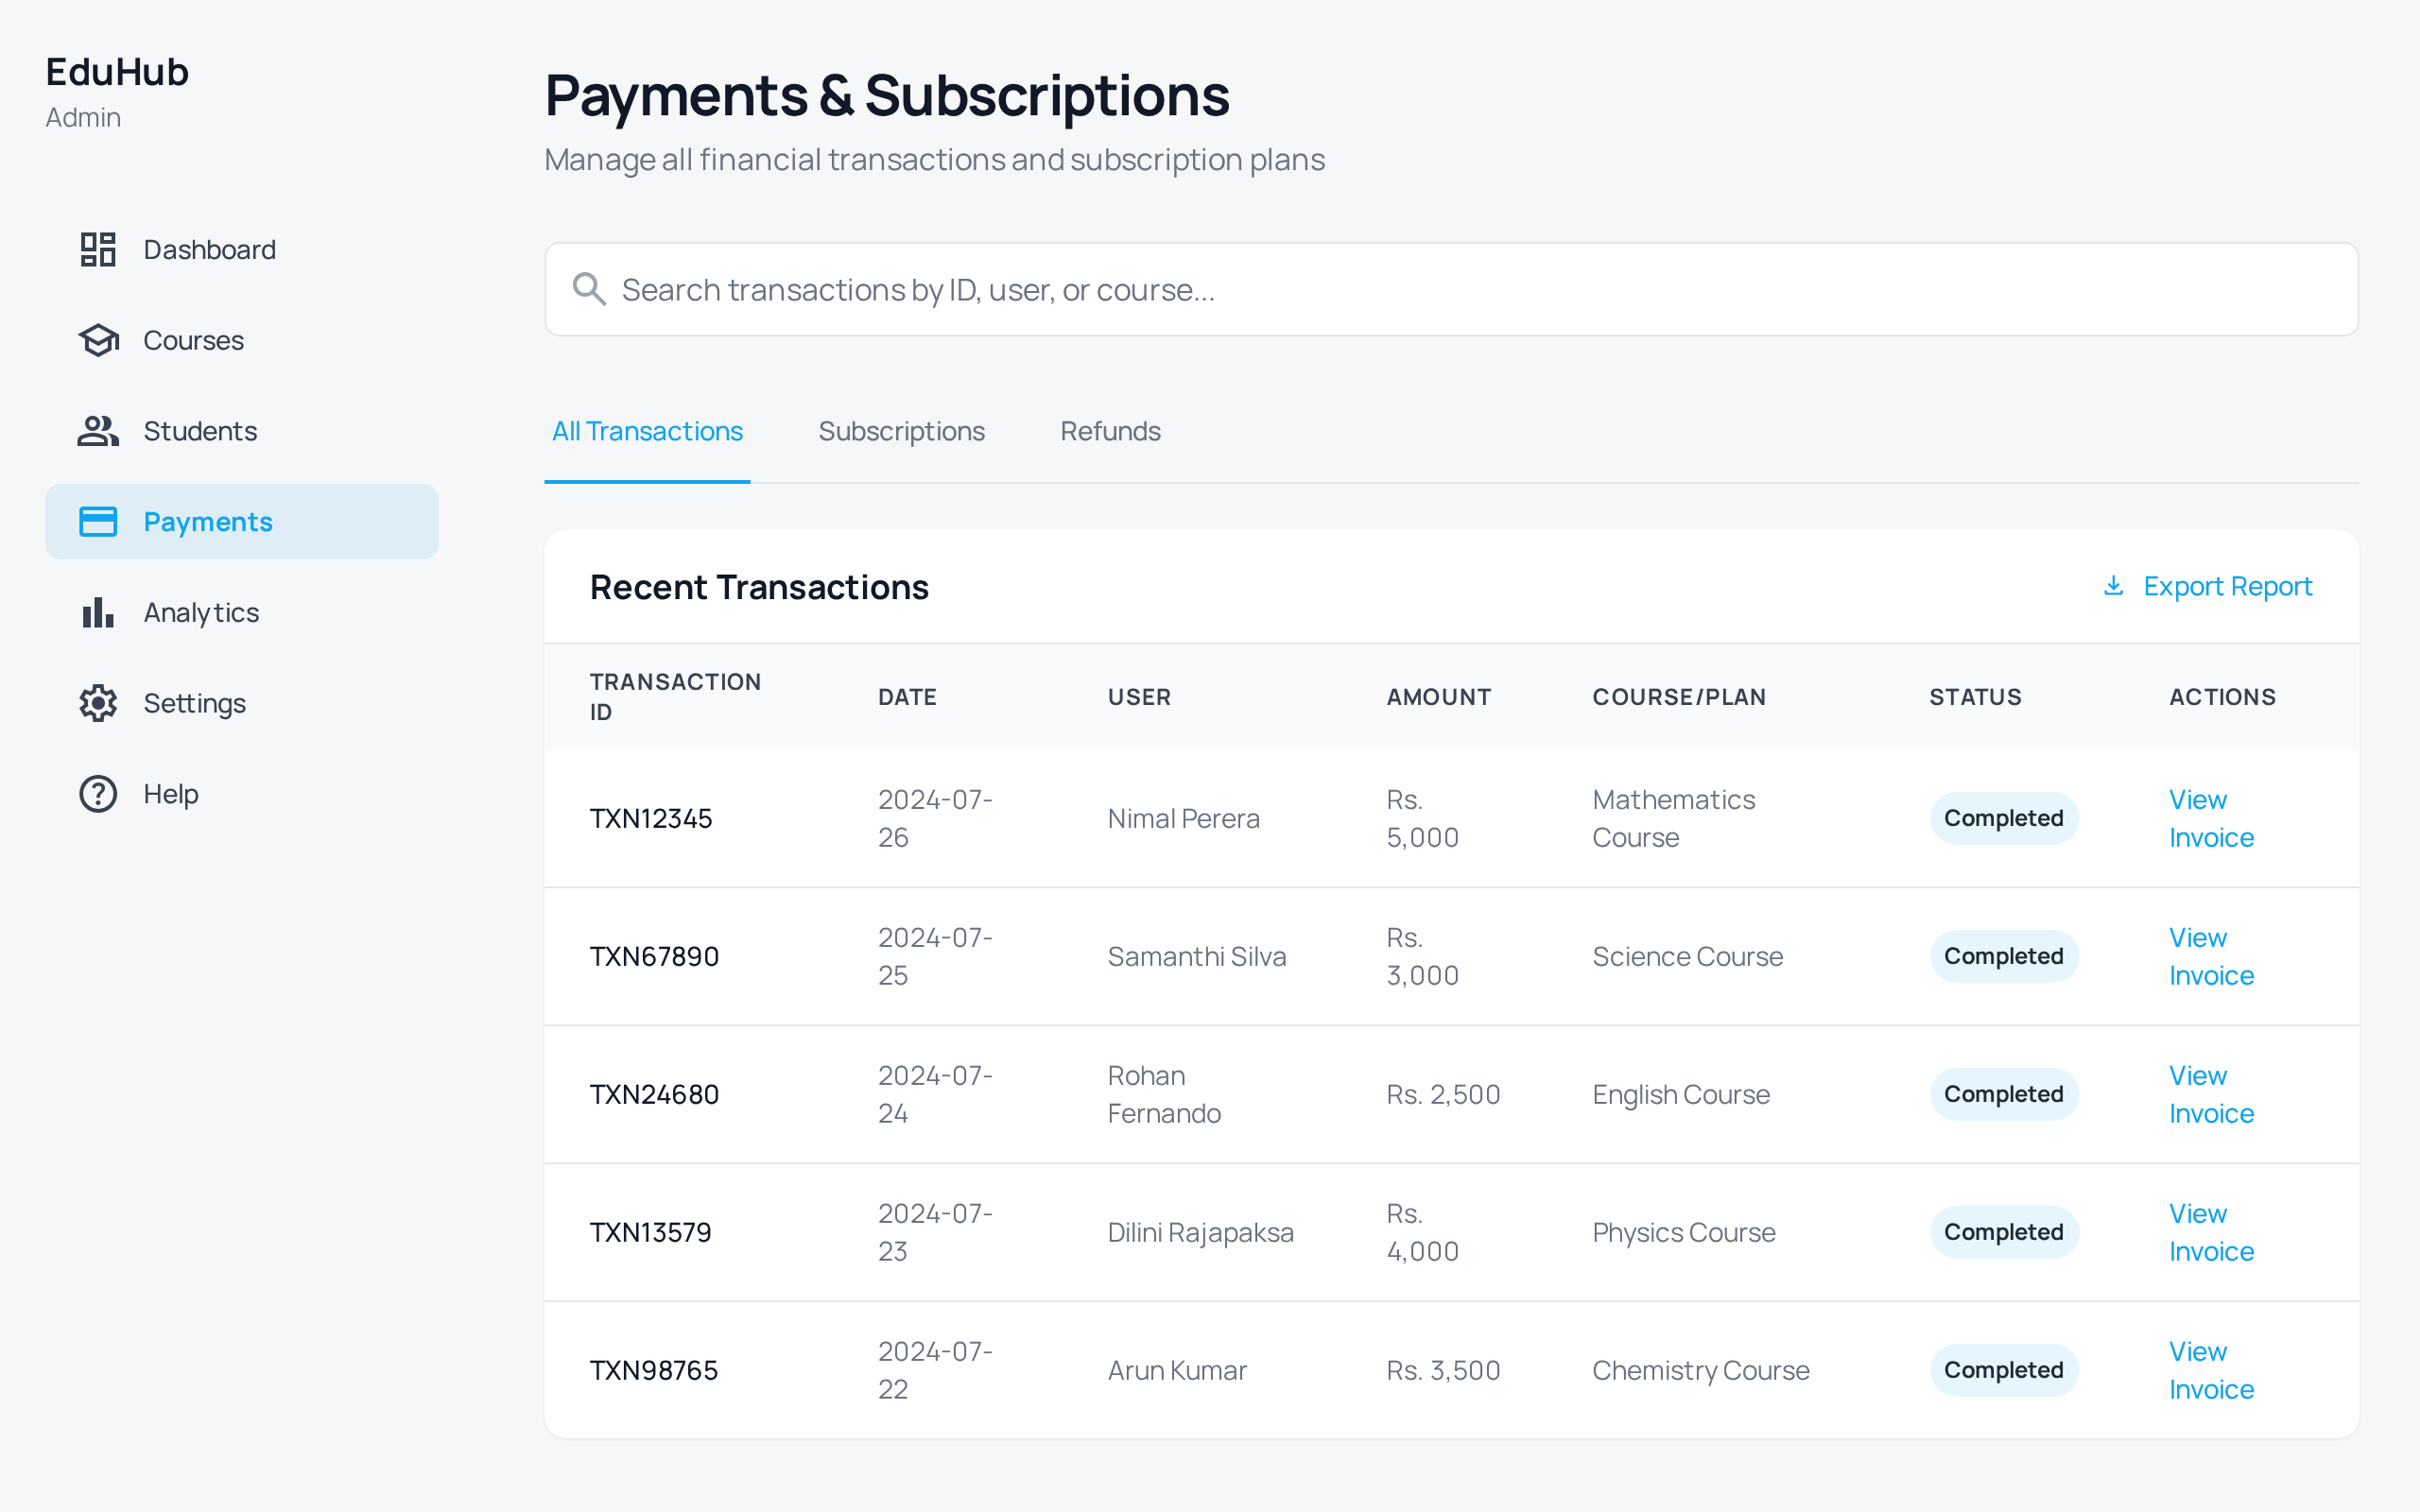 EduHub
Admin
Dashboard
Courses
Students
Payments
Analytics
Settings
Help
Payments & Subscriptions
Manage all financial transactions and subscription plans
Search transactions by ID, user, or course...
All Transactions
Subscriptions
Refunds
Recent Transactions
Export Report
TRANSACTION
ID
DATE
USER
AMOUNT
COURSE/PLAN
STATUS
ACTIONS
TXN12345
2024-07-
26
Nimal Perera
Rs.
5,000
Mathematics
Course
Completed
View
Invoice
TXN67890
2024-07-
25
Samanthi Silva
Rs.
3,000
Science Course
Completed
View
Invoice
TXN24680
2024-07-
24
Rohan
Fernando
Rs. 2,500
English Course
Completed
View
Invoice
TXN13579
2024-07-
23
Dilini Rajapaksa
Rs.
4,000
Physics Course
Completed
View
Invoice
TXN98765
2024-07-
22
Arun Kumar
Rs. 3,500
Chemistry Course
Completed
View
Invoice